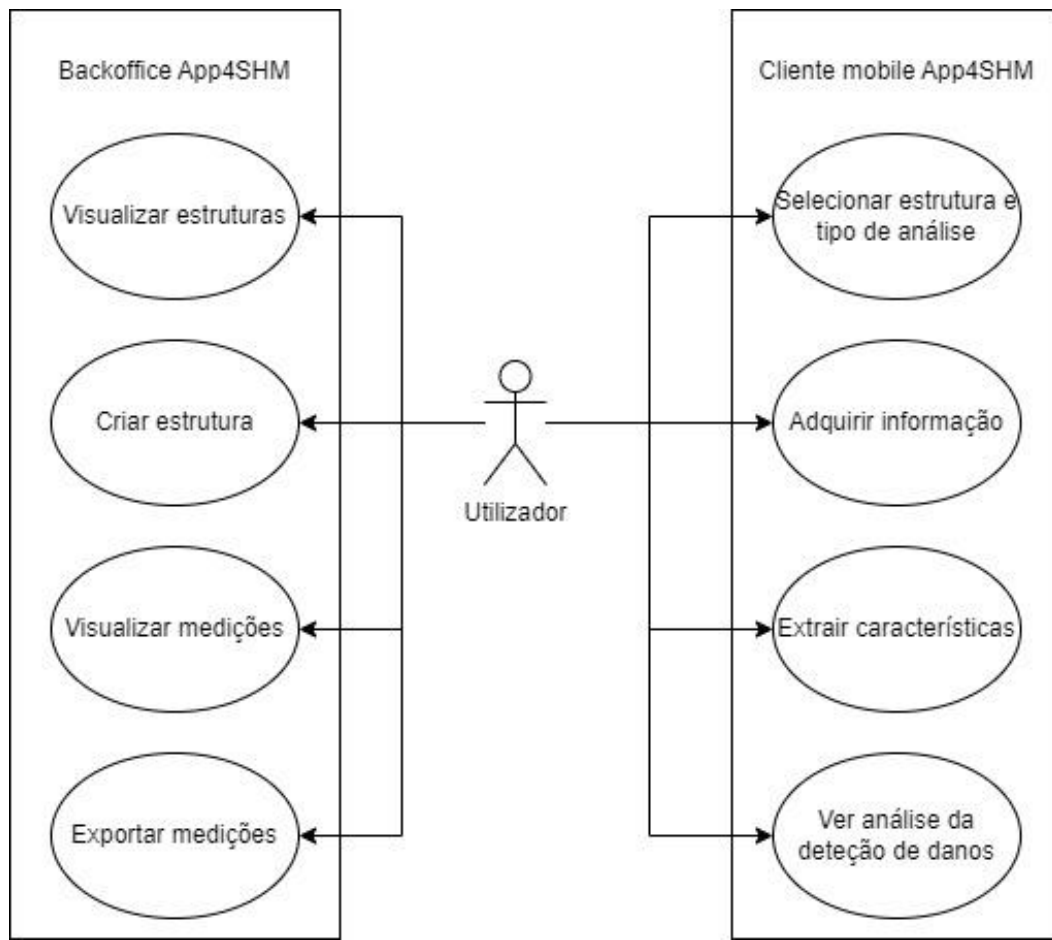 Backoffice App4SHM
Visualizar estruturas
Criar estrutura
Visualizar medições
Exportar medições
Utilizador
Cliente mobile App4SHM
Selecionar estrutura e
tipo de análise
Adquirir informação
Extrair características
Ver análise da
deteção de danos